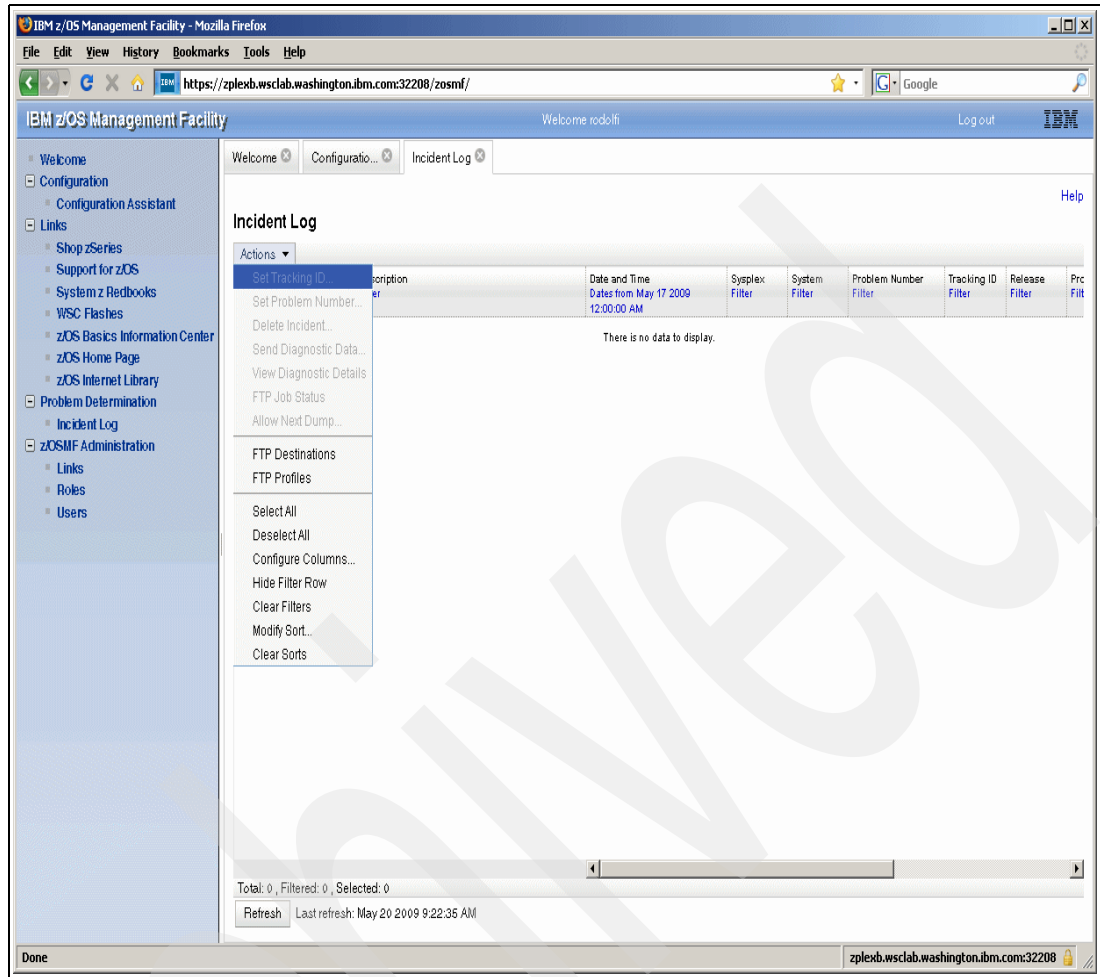 IBM z/OS Management Facility - Mozilla Firefox
File Edit View History Bookmarks Tools Help
https://zplexb.wsclab.washington.ibm.com:32208/zosmf/
Google
IBM z/OS Management Facility
Welcome rodolfi
Log out
IBM
Welcome
Configuration
Configuration Assistant
Links
Shop zSeries
Support for z/OS
System z Redbooks
WSC Flashes
z/OS Basics Information Center
z/OS Home Page
z/OS Internet Library
Problem Determination
Incident Log
z/OSMF Administration
Links
Roles
Users
Welcome
Configuratio...
Incident Log
Help
Incident Log
Actions
Set Tracking ID...
Set Problem Number...
Delete Incident...
Send Diagnostic Data...
View Diagnostic Details
FTP Job Status
Allow Next Dump...
FTP Destinations
FTP Profiles
Select All
Deselect All
Configure Columns...
Hide Filter Row
Clear Filters
Modify Sort...
Clear Sorts
scription Date and Time Sysplex System Problem Number Tracking ID Release Pro
er Dates from May 17 2009 Filter Filter Filter Filter Filter Filt
12:00:00 AM
There is no data to display.
Total: 0 , Filtered: 0 , Selected: 0
Refresh Last refresh: May 20 2009 9:22:35 AM
Done
zplexb.wsclab.washington.ibm.com:32208
hived